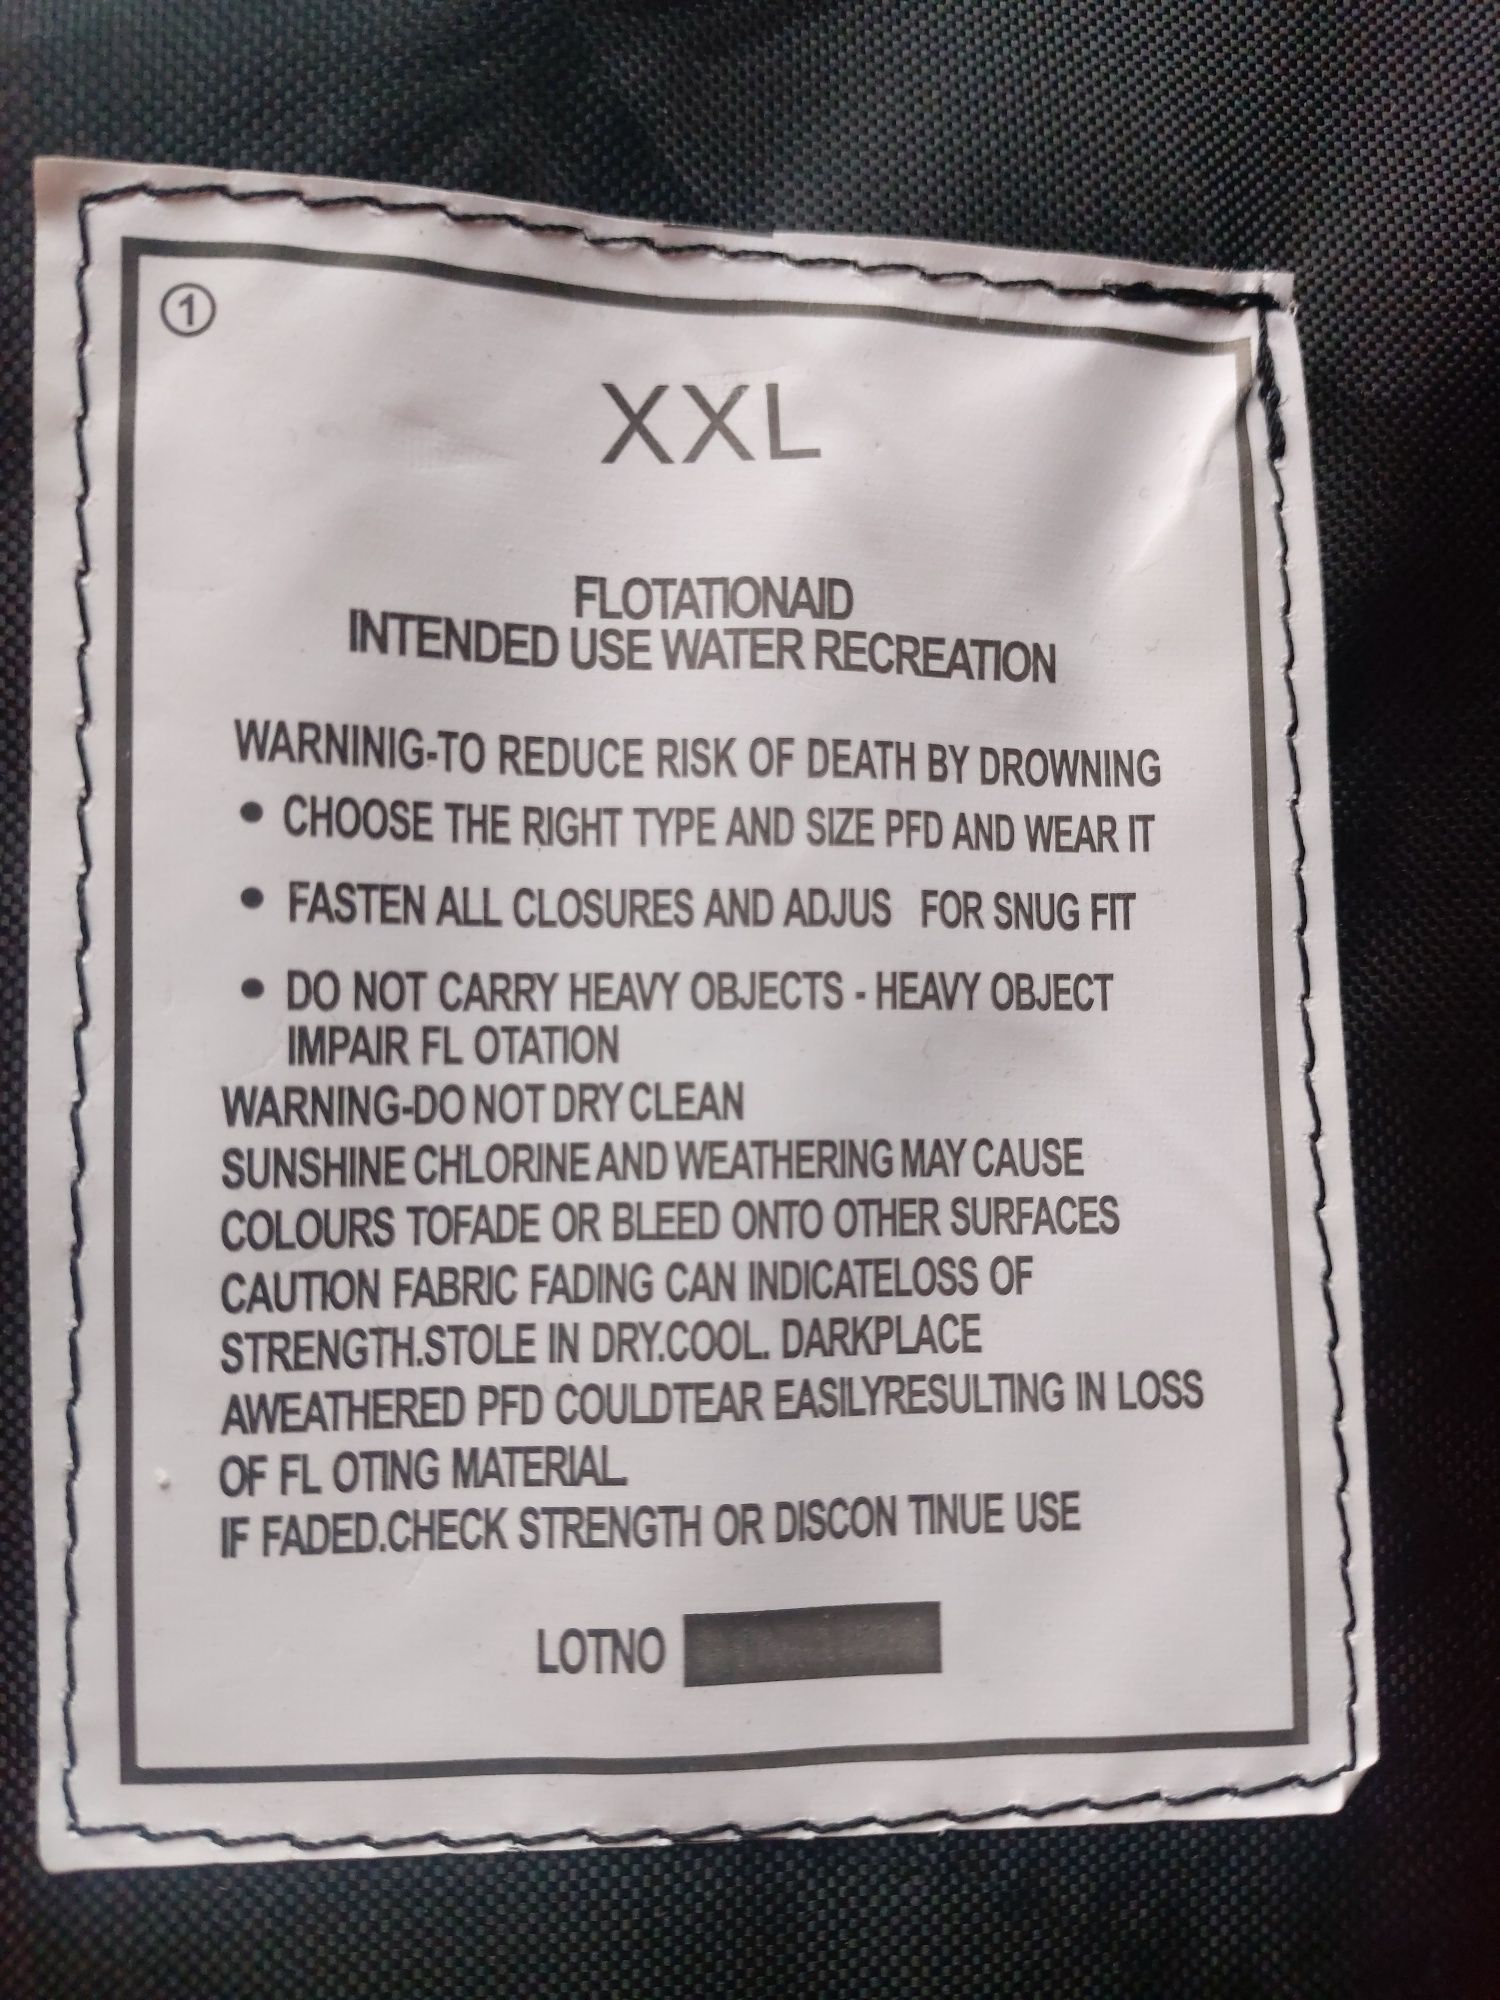 ①
XXL
FLOTATIONAID
INTENDED USE WATER RECREATION
WARNINIG-TO REDUCE RISK OF DEATH BY DROWNING
• CHOOSE THE RIGHT TYPE AND SIZE PFD AND WEAR IT
• FASTEN ALL CLOSURES AND ADJUS FOR SNUG FIT
• DO NOT CARRY HEAVY OBJECTS - HEAVY OBJECT
IMPAIR FL OTATION
WARNING-DO NOT DRY CLEAN
SUNSHINE CHLORINE AND WEATHERING MAY CAUSE
COLOURS TOFADE OR BLEED ONTO OTHER SURFACES
CAUTION FABRIC FADING CAN INDICATELOSS OF
STRENGTH.STOLE IN DRY.COOL. DARKPLACE
AWEATHERED PFD COULDTEAR EASILYRESULTING IN LOSS
OF FL OTING MATERIAL.
IF FADED.CHECK STRENGTH OR DISCON TINUE USE
LOTNO